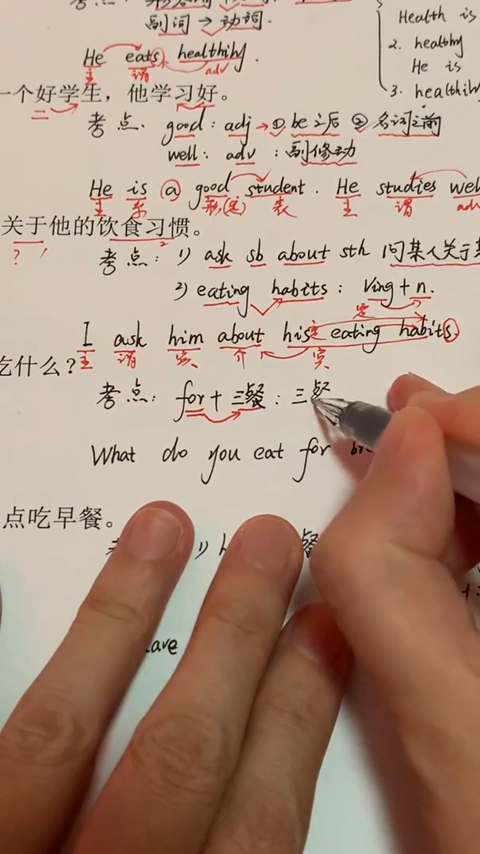 副词→动词.
Health is
He eats healthily.
主 谓 adv
2. healthy
He is
3. healthily
一个好学生，他学习好。
考点. good: adj→①be之后 ②名词之前
well: adv :副修动
He is a good student. He studies well
主 系 形(定) 表 主 谓 adv
关于他的饮食习惯。
考点: 1) ask sb about sth 问某人关于某
2) eating habits: Ving+n.
定
I ask him about his eating habits.
主 谓 宾 介 宾
吃什么？
考点: for+三餐: 三餐
What do you eat for
点吃早餐。
1)